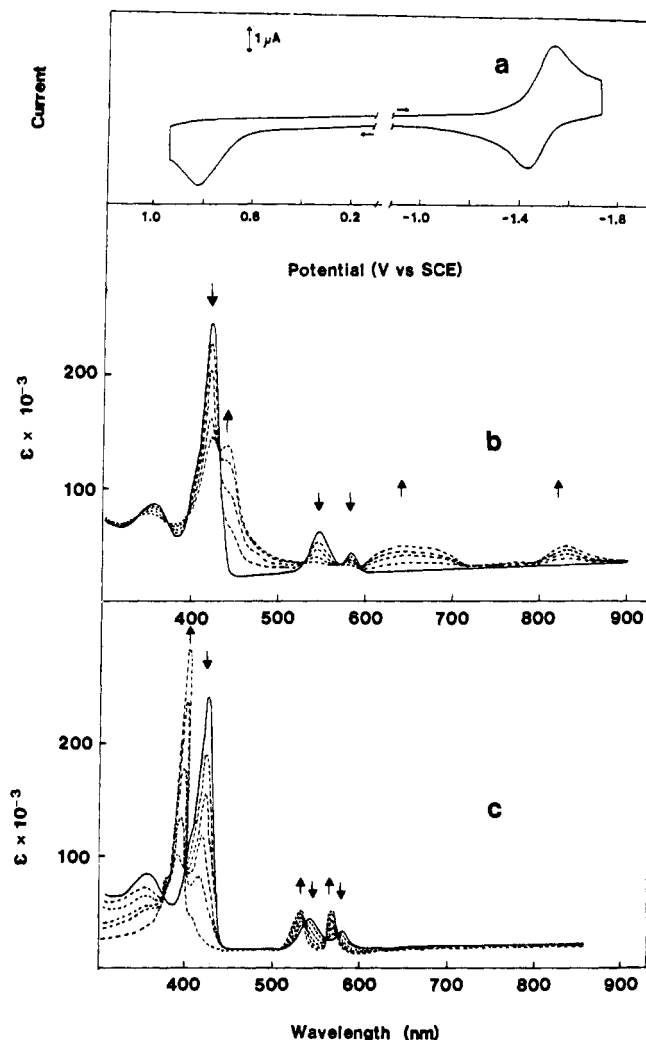 1 μA
a
Current
1.0 0.6 0.2 -1.0 -1.4 -1.8
Potential (V vs SCE)
200
b
100
ε × 10⁻³
400 500 600 700 800 900
200
c
100
ε × 10⁻³
400 500 600 700 800 900
Wavelength (nm)